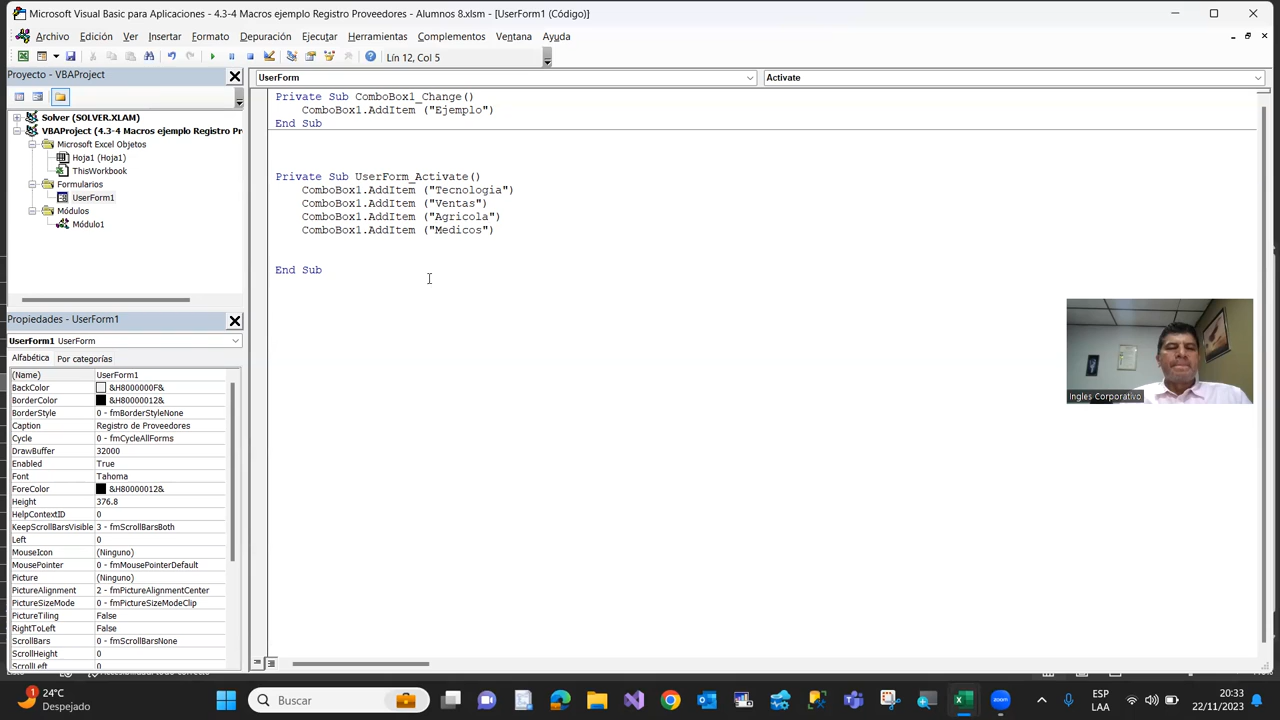 Microsoft Visual Basic para Aplicaciones - 4.3-4 Macros ejemplo Registro Proveedores - Alumnos 8.xlsm - [UserForm1 (Código)]
Archivo Edición Ver Insertar Formato Depuración Ejecutar Herramientas Complementos Ventana Ayuda
Lín 12, Col 5
Proyecto - VBAProject
UserForm Activate
Solver (SOLVER.XLAM)
VBAProject (4.3-4 Macros ejemplo Registro Pr
Microsoft Excel Objetos
Hoja1 (Hoja1)
ThisWorkbook
Formularios
UserForm1
Módulos
Módulo1
Private Sub ComboBox1_Change()
ComboBox1.AddItem ("Ejemplo")
End Sub
Private Sub UserForm_Activate()
ComboBox1.AddItem ("Tecnologia")
ComboBox1.AddItem ("Ventas")
ComboBox1.AddItem ("Agricola")
ComboBox1.AddItem ("Medicos")
End Sub
Propiedades - UserForm1
UserForm1 UserForm
Alfabética Por categorías
(Name) UserForm1
BackColor &H8000000F&
BorderColor &H80000012&
BorderStyle 0 - fmBorderStyleNone
Caption Registro de Proveedores
Cycle 0 - fmCycleAllForms
DrawBuffer 32000
Enabled True
Font Tahoma
ForeColor &H80000012&
Height 376.8
HelpContextID 0
KeepScrollBarsVisible 3 - fmScrollBarsBoth
Left 0
MouseIcon (Ninguno)
MousePointer 0 - fmMousePointerDefault
Picture (Ninguno)
PictureAlignment 2 - fmPictureAlignmentCenter
PictureSizeMode 0 - fmPictureSizeModeClip
PictureTiling False
RightToLeft False
ScrollBars 0 - fmScrollBarsNone
ScrollHeight 0
ScrollLeft 0
Ingles Corporativo
24°C
Despejado
Buscar
ESP
LAA
20:33
22/11/2023